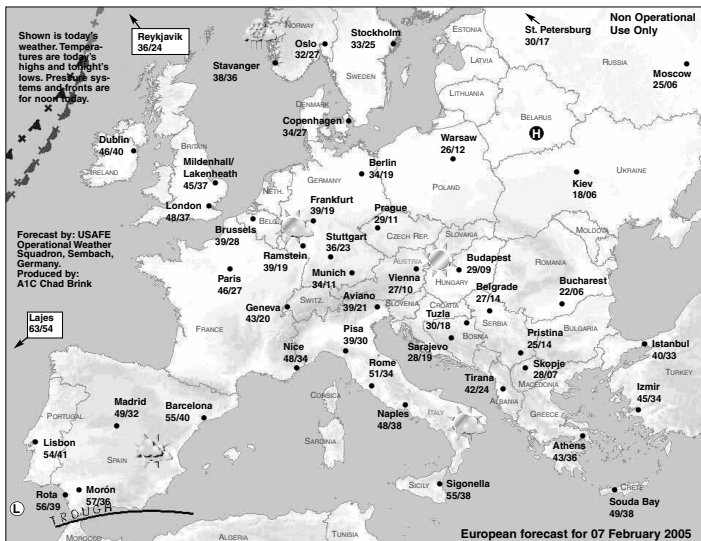 Shown is today's
weather. Tempera-
tures are today's
highs and tonight's
lows. Pressure sys-
tems and fronts are
for noon today.
Reykjavik
36/24
NORWAY
Oslo
32/27
Stockholm
33/25
ESTONIA
St. Petersburg
30/17
Non Operational
Use Only
Stavanger
38/36
SWEDEN
LATVIA
RUSSIA
Moscow
25/06
LITHUANIA
DENMARK
Copenhagen
34/27
BELARUS
H
Dublin
46/40
IRELAND
BRITAIN
Mildenhall/
Lakenheath
45/37
London
48/37
NETH.
GERMANY
Berlin
34/19
Warsaw
26/12
POLAND
UKRAINE
Kiev
18/06
BELG.
Brussels
39/28
Frankfurt
39/19
Prague
29/11
CZECH REP.
SLOVAKIA
MOLDOVA
Forecast by: USAFE
Operational Weather
Squadron, Sembach,
Germany.
Produced by:
A1C Chad Brink
Ramstein
39/19
Stuttgart
36/23
Paris
46/27
Munich
34/11
AUSTRIA
Vienna
27/10
Budapest
29/09
HUNGARY
ROMANIA
Bucharest
22/06
Lajes
63/54
FRANCE
Geneva
43/20
SWITZ.
Aviano
39/21
SLOVENIA
CROATIA
Belgrade
27/14
SERBIA
Tuzla
30/18
BOSNIA
Sarajevo
28/19
BULGARIA
Pristina
25/14
Skopje
28/07
MACEDONIA
Istanbul
40/33
TURKEY
Nice
48/34
Pisa
39/30
Rome
51/34
Tirana
42/24
ALBANIA
Izmir
45/34
PORTUGAL
Madrid
49/32
Barcelona
55/40
CORSICA
Naples
48/38
ITALY
GREECE
Lisbon
54/41
SPAIN
SARDINIA
Athens
43/36
Rota
56/39
Morón
57/36
SICILY
Sigonella
55/38
CRETE
Souda Bay
49/38
L
TROUGH
MOROCCO
ALGERIA
TUNISIA
European forecast for 07 February 2005